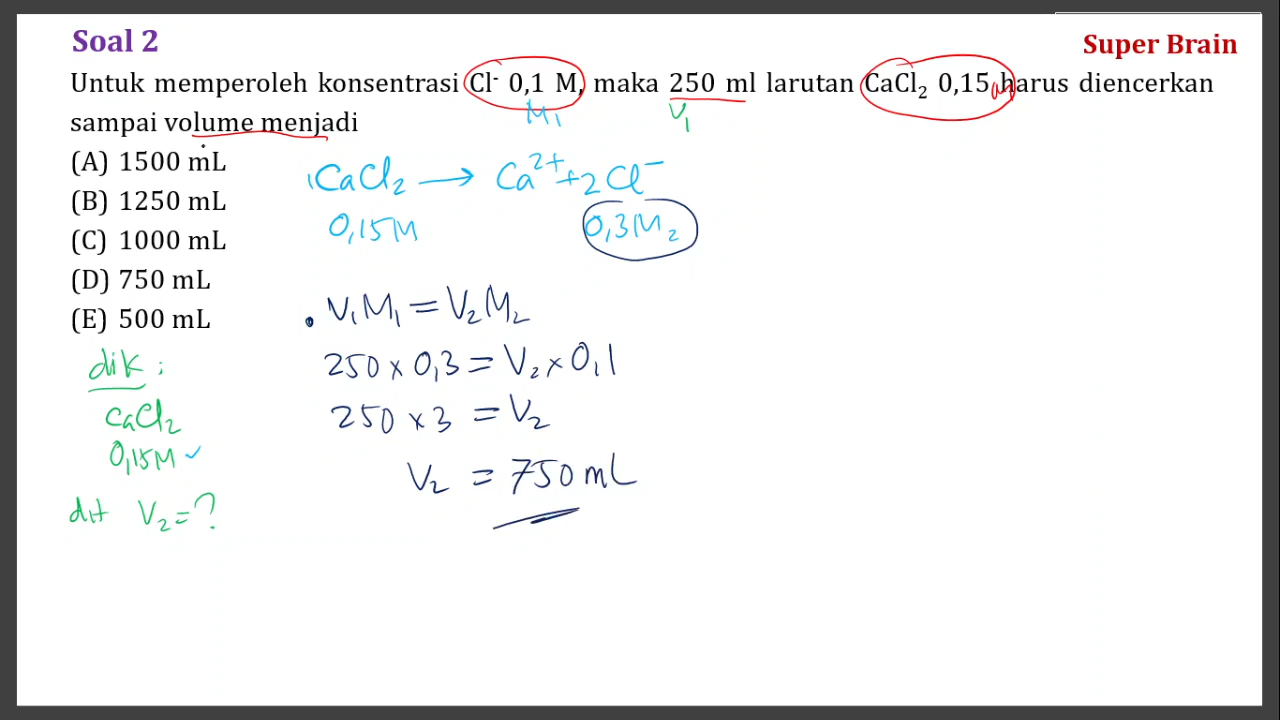 Soal 2
Super Brain
Untuk memperoleh konsentrasi Cl⁻ 0,1 M, maka 250 ml larutan CaCl₂ 0,15 M harus diencerkan
sampai volume menjadi
M₁
V₁
(A) 1500 mL
(B) 1250 mL
(C) 1000 mL
(D) 750 mL
(E) 500 mL
1CaCl₂ → Ca²⁺ + 2Cl⁻
0,15M 0,3M₂
• V₁M₁ = V₂M₂
250 × 0,3 = V₂ × 0,1
250 × 3 = V₂
V₂ = 750 mL
dik :
CaCl₂
0,15M ✓
dit V₂ = ?